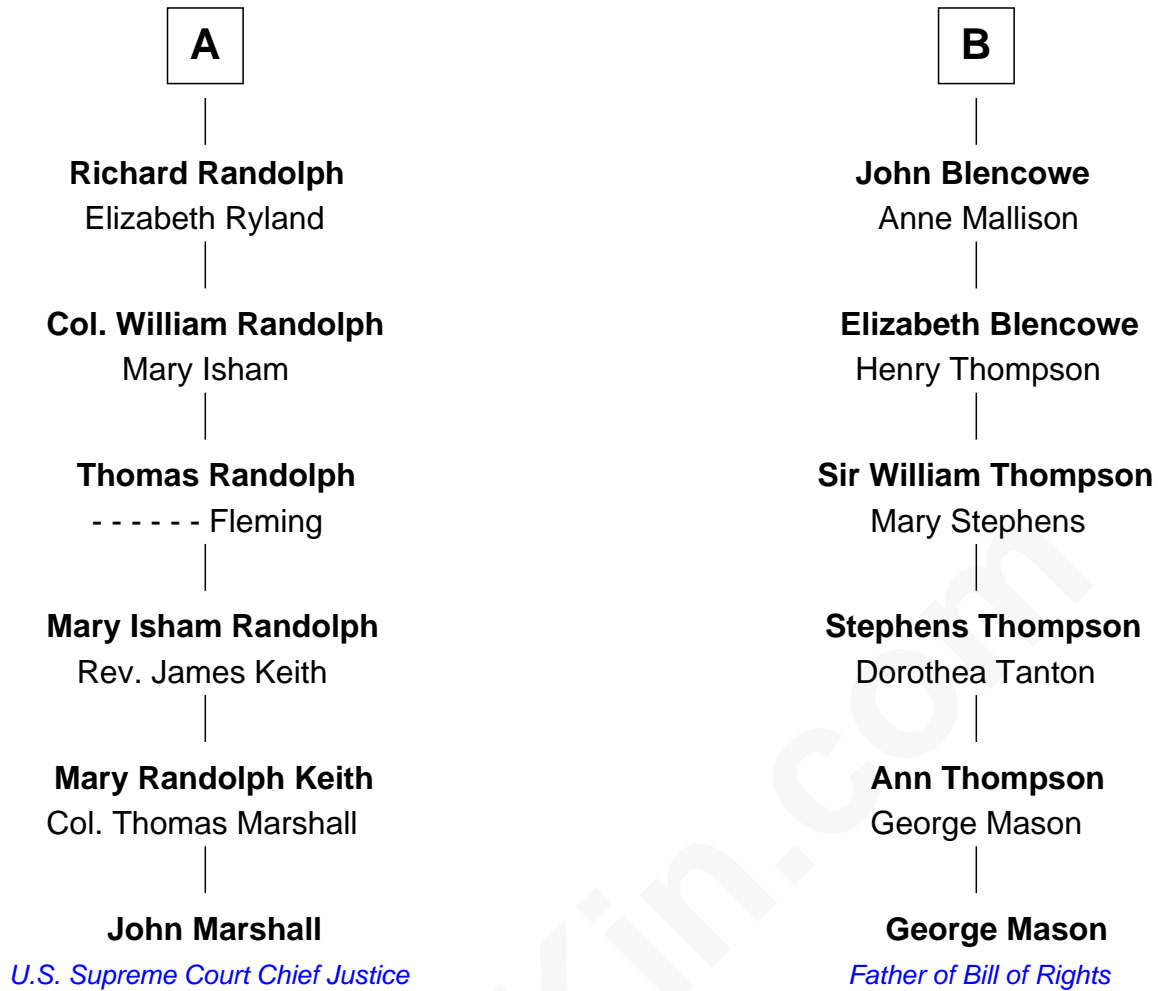 A
Richard Randolph
Elizabeth Ryland
Col. William Randolph
Mary Isham
Thomas Randolph
- - - - - - Fleming
Mary Isham Randolph
Rev. James Keith
Mary Randolph Keith
Col. Thomas Marshall
John Marshall
U.S. Supreme Court Chief Justice
B
John Blencowe
Anne Mallison
Elizabeth Blencowe
Henry Thompson
Sir William Thompson
Mary Stephens
Stephens Thompson
Dorothea Tanton
Ann Thompson
George Mason
George Mason
Father of Bill of Rights
Kin.com